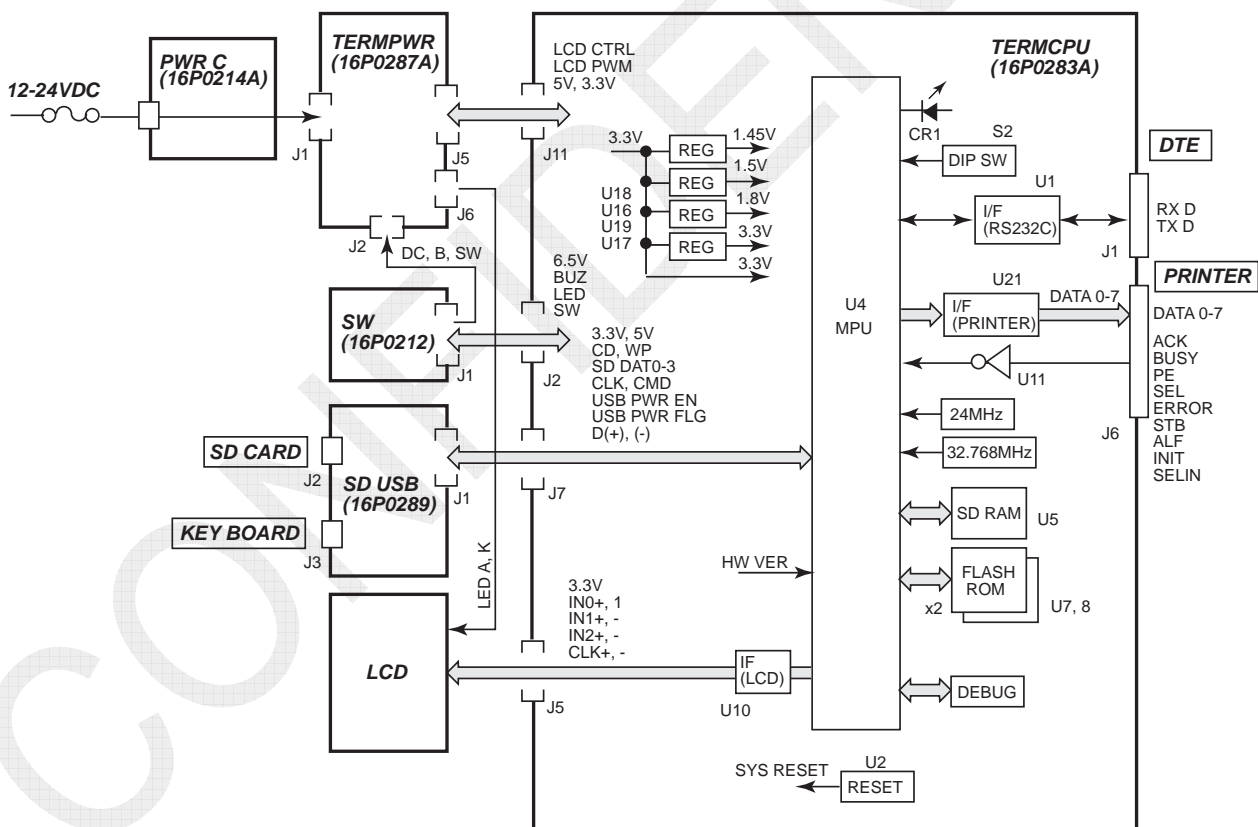 CONFIDEN
12-24VDC
PWR C
(16P0214A)
TERMPWR
(16P0287A)
J1
J5
J6
J2
DC, B, SW
SW
(16P0212)
J1
SD CARD
J2
SD USB
(16P0289)
J1
KEY BOARD
J3
LED A, K
LCD
TERMCPU
(16P0283A)
LCD CTRL
LCD PWM
5V, 3.3V
J11
3.3V
REG
1.45V
REG
1.5V
REG
1.8V
REG
3.3V
3.3V
U18
U16
U19
U17
6.5V
BUZ
LED
SW
J2
3.3V, 5V
CD, WP
SD DAT0-3
CLK, CMD
USB PWR EN
USB PWR FLG
D(+), (-)
J7
HW VER
3.3V
IN0+, 1
IN1+, -
IN2+, -
CLK+, -
J5
IF
(LCD)
U10
U4
MPU
SYS RESET
U2
RESET
CR1
S2
DIP SW
U1
I/F
(RS232C)
DTE
RX D
TX D
J1
U21
I/F
(PRINTER)
DATA 0-7
PRINTER
DATA 0-7
ACK
BUSY
PE
SEL
ERROR
STB
ALF
INIT
SELIN
J6
U11
24MHz
32.768MHz
SD RAM
U5
FLASH
ROM
x2
U7, 8
DEBUG